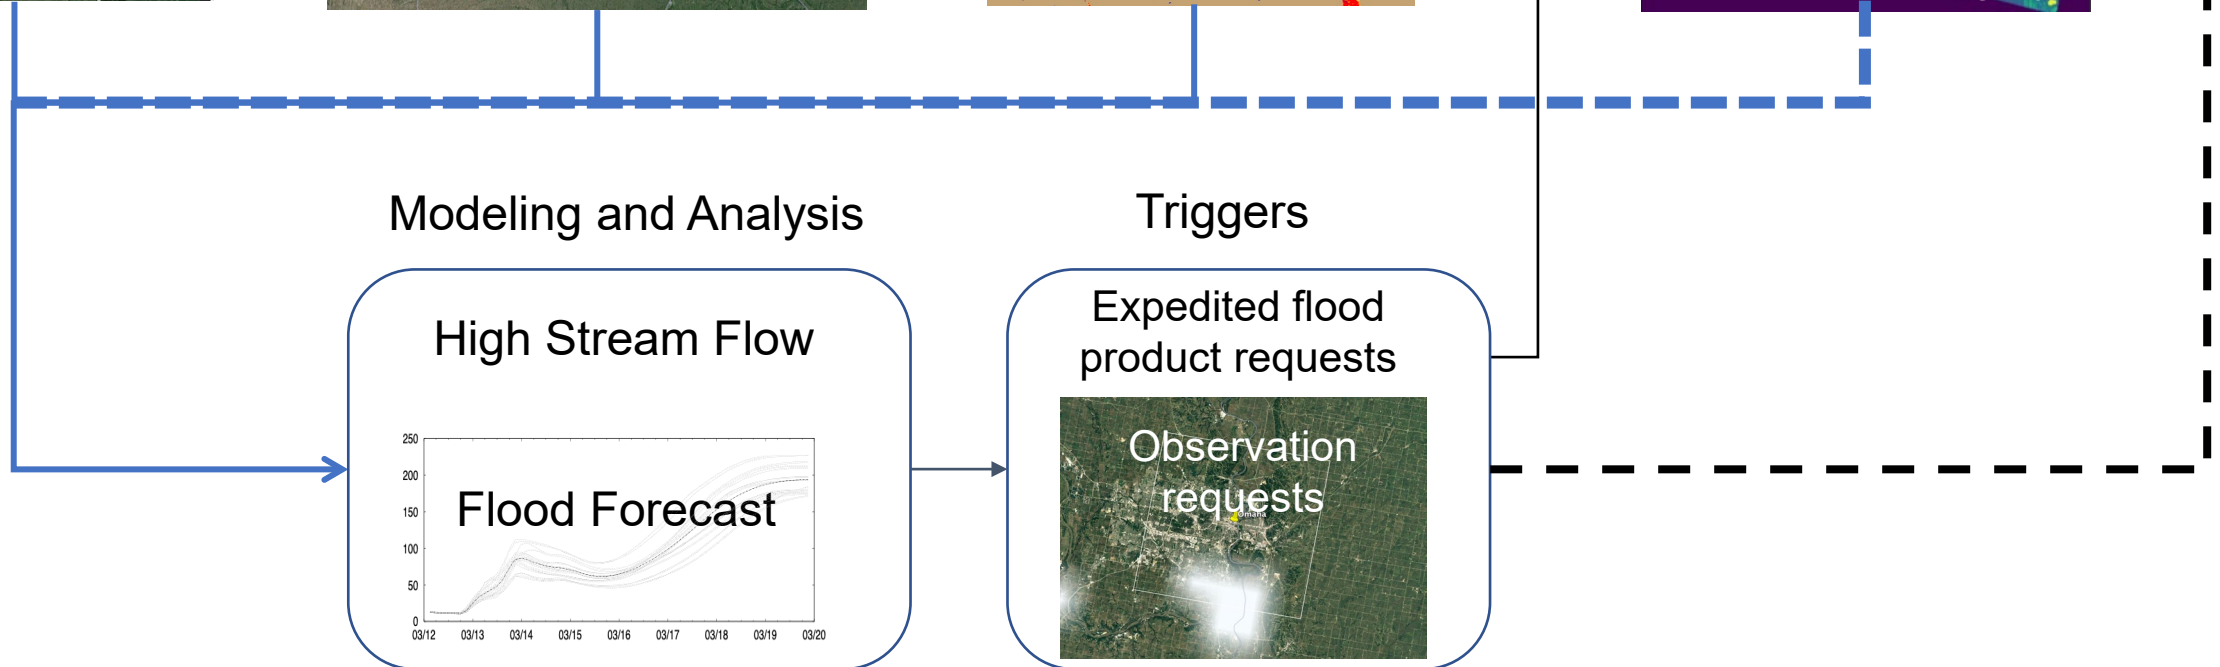 Modeling and Analysis
Triggers
High Stream Flow
Flood Forecast
250
200
150
100
50
0
03/12 03/13 03/14 03/15 03/16 03/17 03/18 03/19 03/20
Expedited flood
product requests
Observation
requests
Omaha